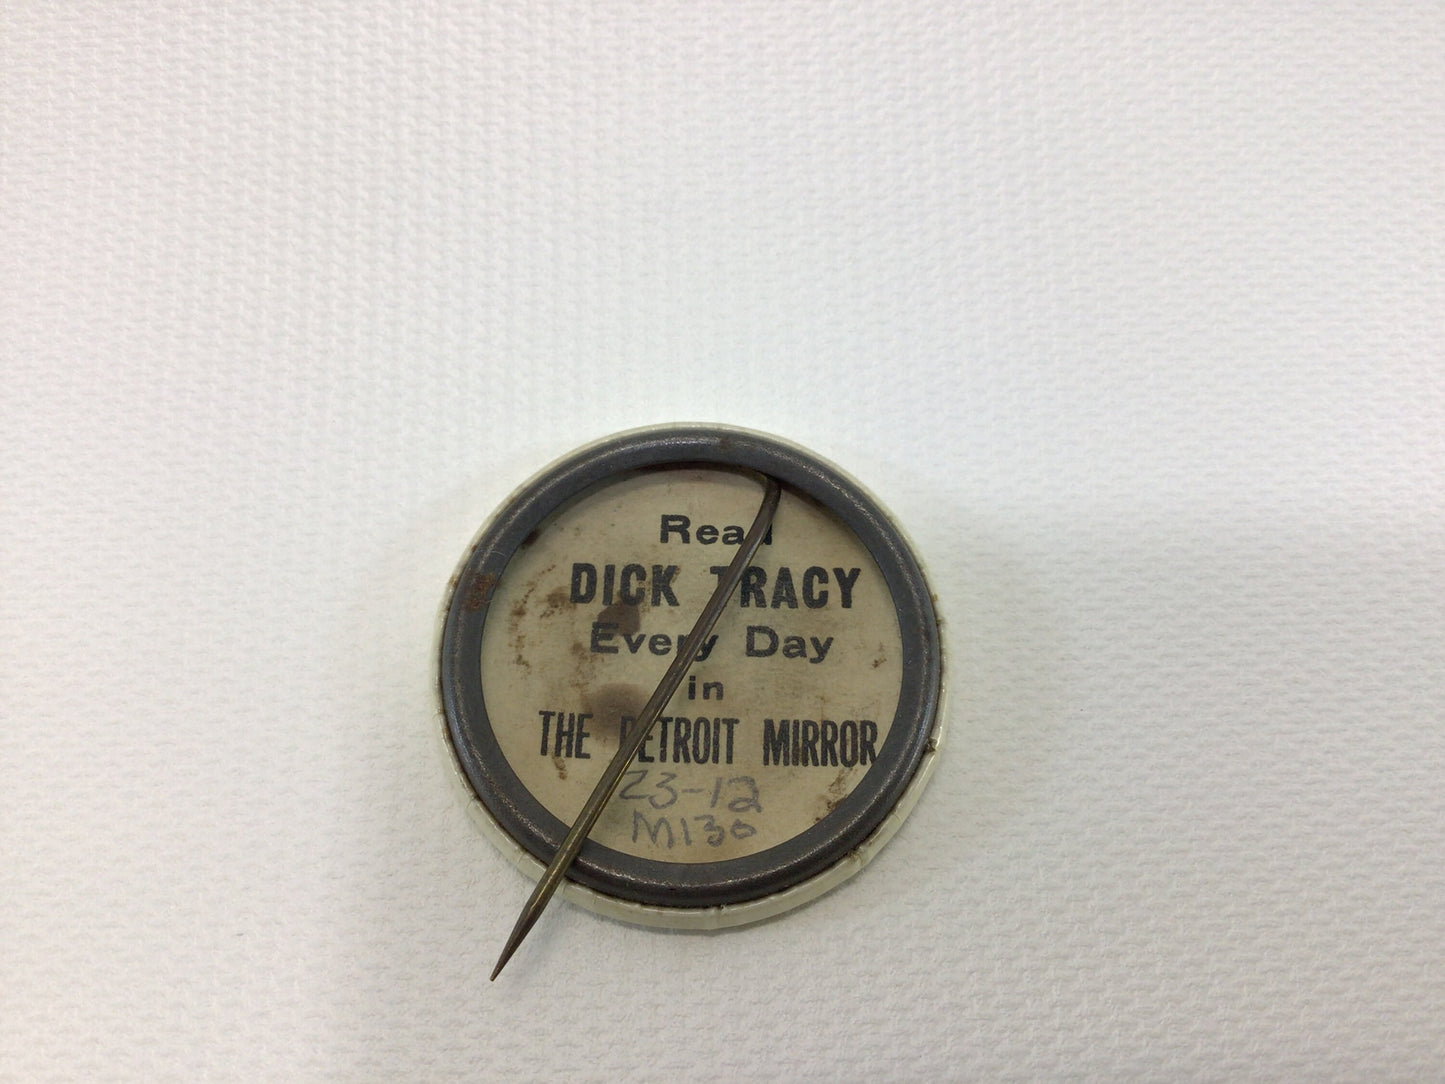 Read
DICK TRACY
Every Day
in
THE DETROIT MIRROR
23-12
M130